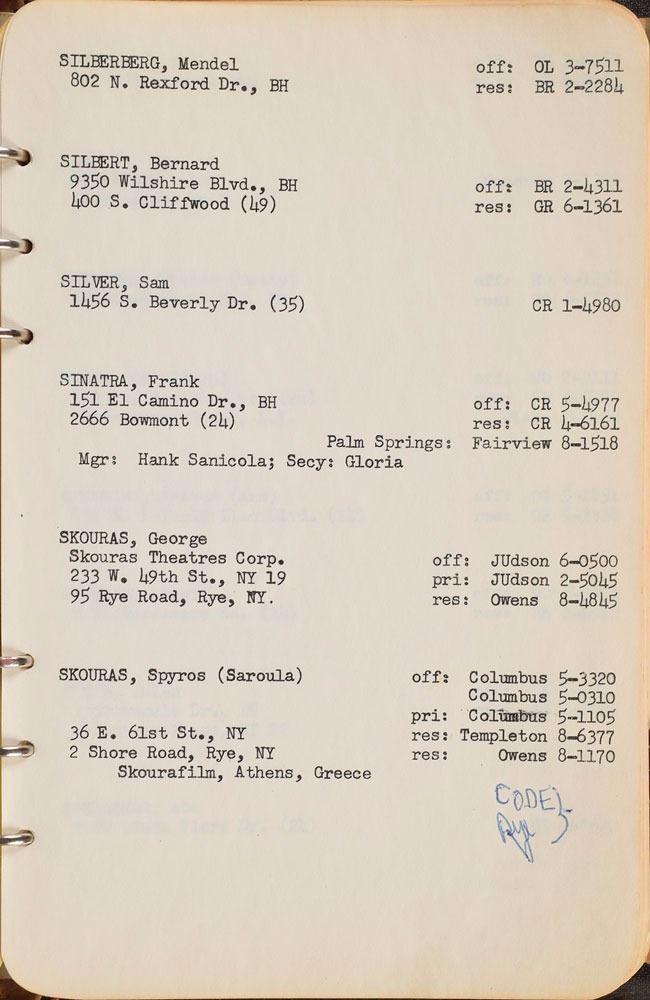 SILBERBERG, Mendel off: OL 3-7511
802 N. Rexford Dr., BH res: BR 2-2284
SILBERT, Bernard
9350 Wilshire Blvd., BH off: BR 2-4311
400 S. Cliffwood (49) res: GR 6-1361
SILVER, Sam
1456 S. Beverly Dr. (35) CR 1-4980
SINATRA, Frank
151 El Camino Dr., BH off: CR 5-4977
2666 Bowmont (24) res: CR 4-6161
Palm Springs: Fairview 8-1518
Mgr: Hank Sanicola; Secy: Gloria
SKOURAS, George
Skouras Theatres Corp. off: JUdson 6-0500
233 W. 49th St., NY 19 pri: JUdson 2-5045
95 Rye Road, Rye, NY. res: Owens 8-4845
SKOURAS, Spyros (Saroula) off: Columbus 5-3320
Columbus 5-0310
pri: Columbus 5-1105
36 E. 61st St., NY res: Templeton 8-6377
2 Shore Road, Rye, NY res: Owens 8-1170
Skourafilm, Athens, Greece
Rye